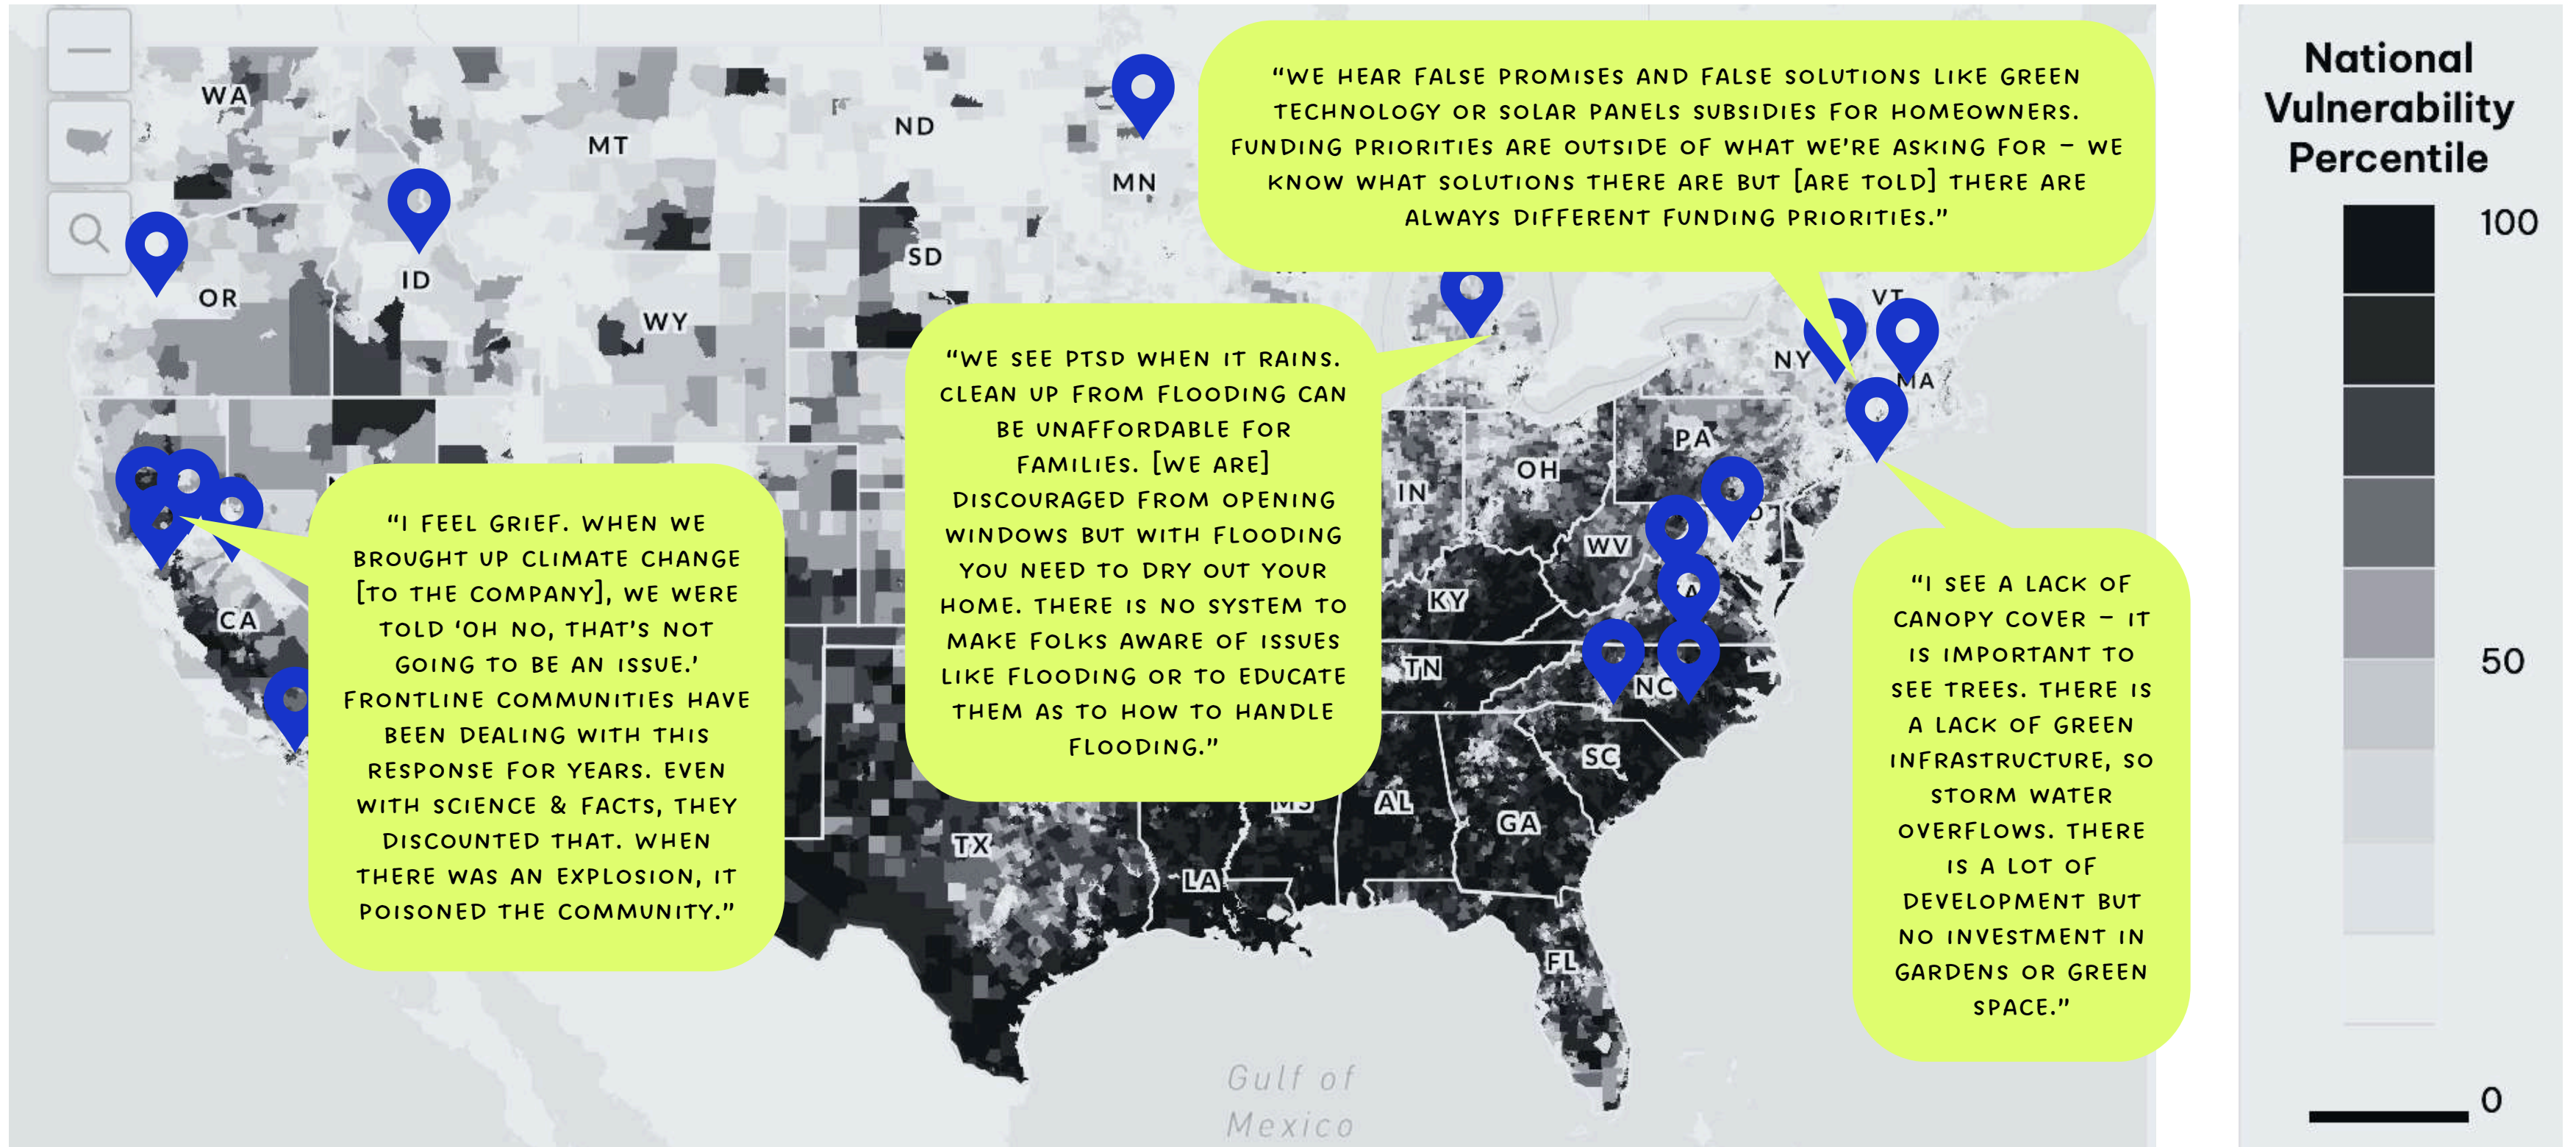 WA
MT
ND
MN
OR
ID
WY
SD
"WE HEAR FALSE PROMISES AND FALSE SOLUTIONS LIKE GREEN
TECHNOLOGY OR SOLAR PANELS SUBSIDIES FOR HOMEOWNERS.
FUNDING PRIORITIES ARE OUTSIDE OF WHAT WE'RE ASKING FOR – WE
KNOW WHAT SOLUTIONS THERE ARE BUT [ARE TOLD] THERE ARE
ALWAYS DIFFERENT FUNDING PRIORITIES."
VT
NY
MA
PA
OH
IN
WV
KY
TN
NC
SC
CA
"I FEEL GRIEF. WHEN WE
BROUGHT UP CLIMATE CHANGE
[TO THE COMPANY], WE WERE
TOLD 'OH NO, THAT'S NOT
GOING TO BE AN ISSUE.'
FRONTLINE COMMUNITIES HAVE
BEEN DEALING WITH THIS
RESPONSE FOR YEARS. EVEN
WITH SCIENCE & FACTS, THEY
DISCOUNTED THAT. WHEN
THERE WAS AN EXPLOSION, IT
POISONED THE COMMUNITY."
"WE SEE PTSD WHEN IT RAINS.
CLEAN UP FROM FLOODING CAN
BE UNAFFORDABLE FOR
FAMILIES. [WE ARE]
DISCOURAGED FROM OPENING
WINDOWS BUT WITH FLOODING
YOU NEED TO DRY OUT YOUR
HOME. THERE IS NO SYSTEM TO
MAKE FOLKS AWARE OF ISSUES
LIKE FLOODING OR TO EDUCATE
THEM AS TO HOW TO HANDLE
FLOODING."
"I SEE A LACK OF
CANOPY COVER – IT
IS IMPORTANT TO
SEE TREES. THERE IS
A LACK OF GREEN
INFRASTRUCTURE, SO
STORM WATER
OVERFLOWS. THERE
IS A LOT OF
DEVELOPMENT BUT
NO INVESTMENT IN
GARDENS OR GREEN
SPACE."
TX
LA
MS
AL
GA
FL
Gulf of
Mexico
National
Vulnerability
Percentile
100
50
0